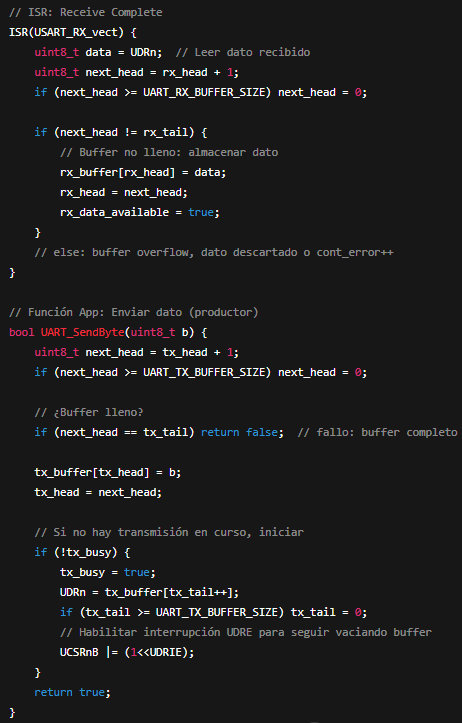 // ISR: Receive Complete
ISR(USART_RX_vect) {
    uint8_t data = UDRn;  // Leer dato recibido
    uint8_t next_head = rx_head + 1;
    if (next_head >= UART_RX_BUFFER_SIZE) next_head = 0;

    if (next_head != rx_tail) {
        // Buffer no lleno: almacenar dato
        rx_buffer[rx_head] = data;
        rx_head = next_head;
        rx_data_available = true;
    }
    // else: buffer overflow, dato descartado o cont_error++
}

// Función App: Enviar dato (productor)
bool UART_SendByte(uint8_t b) {
    uint8_t next_head = tx_head + 1;
    if (next_head >= UART_TX_BUFFER_SIZE) next_head = 0;

    // ¿Buffer lleno?
    if (next_head == tx_tail) return false;  // fallo: buffer completo

    tx_buffer[tx_head] = b;
    tx_head = next_head;

    // Si no hay transmisión en curso, iniciar
    if (!tx_busy) {
        tx_busy = true;
        UDRn = tx_buffer[tx_tail++];
        if (tx_tail >= UART_TX_BUFFER_SIZE) tx_tail = 0;
        // Habilitar interrupción UDRE para seguir vaciando buffer
        UCSRnB |= (1<<UDRIE);
    }
    return true;
}